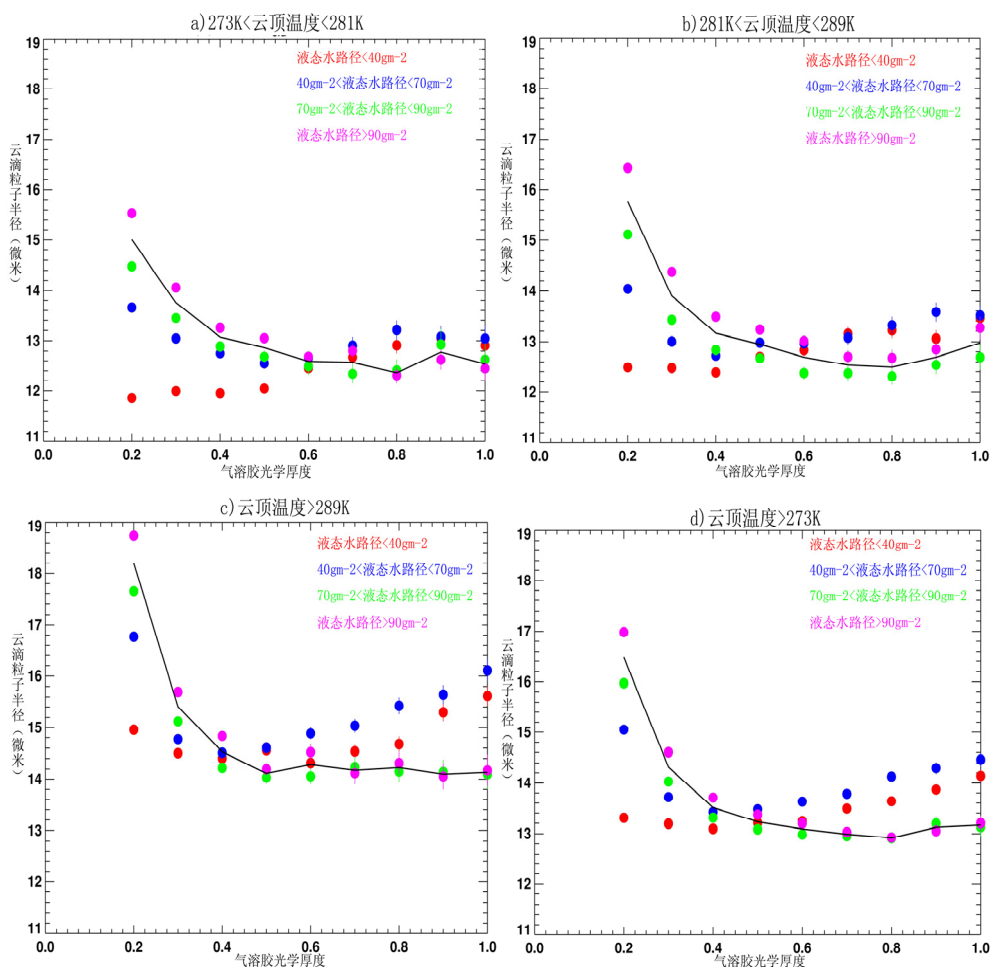 a)273K<云顶温度<281K
19
18
17
16
15
14
13
12
11
云滴粒子半径（微米）
液态水路径<40gm-2
40gm-2<液态水路径<70gm-2
70gm-2<液态水路径<90gm-2
液态水路径>90gm-2
0.0 0.2 0.4 0.6 0.8 1.0
气溶胶光学厚度
b)281K<云顶温度<289K
19
18
17
16
15
14
13
12
11
云滴粒子半径（微米）
液态水路径<40gm-2
40gm-2<液态水路径<70gm-2
70gm-2<液态水路径<90gm-2
液态水路径>90gm-2
0.0 0.2 0.4 0.6 0.8 1.0
气溶胶光学厚度
c)云顶温度>289K
19
18
17
16
15
14
13
12
11
云滴粒子半径（微米）
液态水路径<40gm-2
40gm-2<液态水路径<70gm-2
70gm-2<液态水路径<90gm-2
液态水路径>90gm-2
0.0 0.2 0.4 0.6 0.8 1.0
气溶胶光学厚度
d)云顶温度>273K
19
18
17
16
15
14
13
12
11
云滴粒子半径（微米）
液态水路径<40gm-2
40gm-2<液态水路径<70gm-2
70gm-2<液态水路径<90gm-2
液态水路径>90gm-2
0.0 0.2 0.4 0.6 0.8 1.0
气溶胶光学厚度